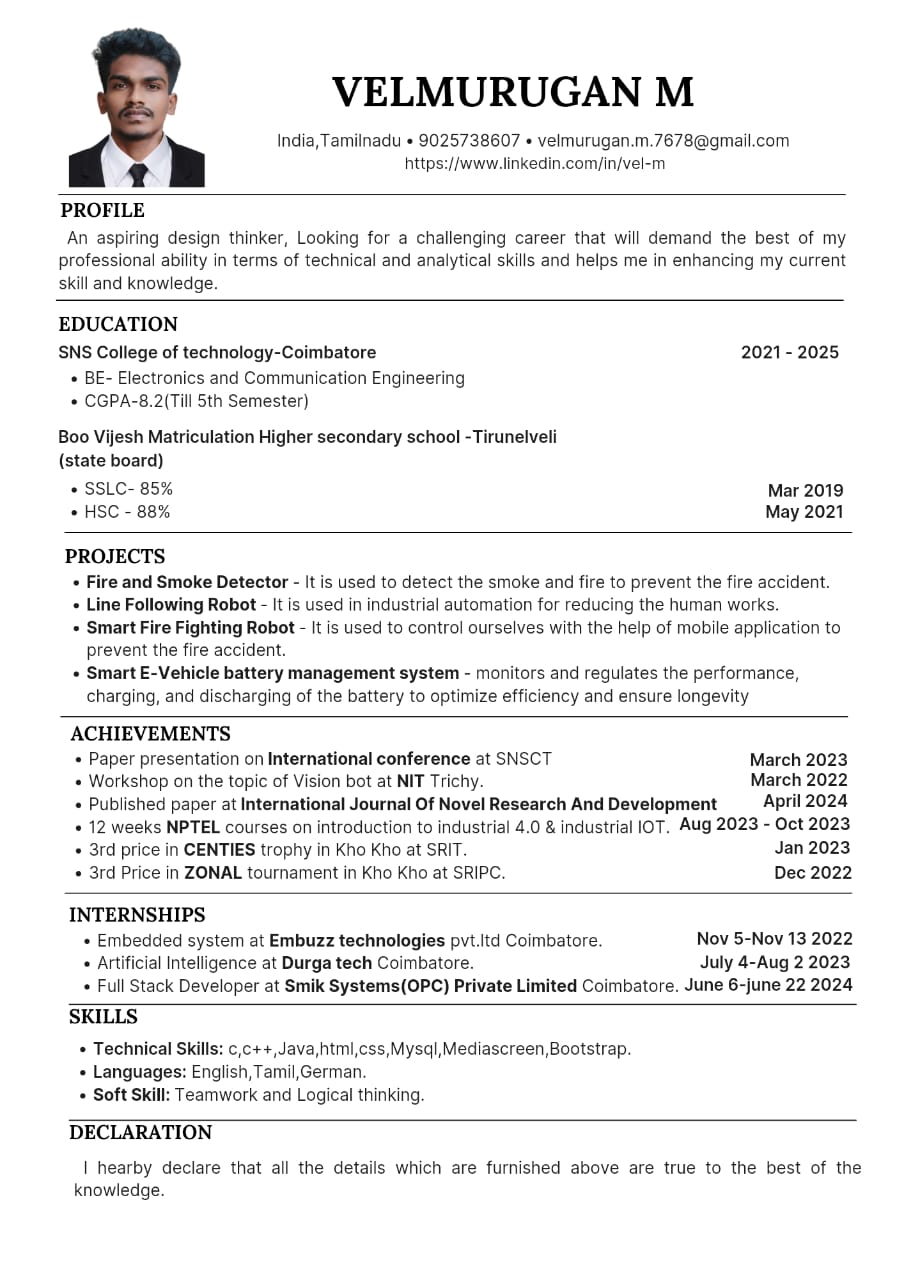 VELMURUGAN M
India,Tamilnadu • 9025738607 • velmurugan.m.7678@gmail.com
https://www.linkedin.com/in/vel-m
PROFILE
An aspiring design thinker, Looking for a challenging career that will demand the best of my
professional ability in terms of technical and analytical skills and helps me in enhancing my current
skill and knowledge.
EDUCATION
SNS College of technology-Coimbatore 2021 - 2025
• BE- Electronics and Communication Engineering
• CGPA-8.2(Till 5th Semester)
Boo Vijesh Matriculation Higher secondary school -Tirunelveli
(state board)
• SSLC- 85% Mar 2019
• HSC - 88% May 2021
PROJECTS
• Fire and Smoke Detector - It is used to detect the smoke and fire to prevent the fire accident.
• Line Following Robot - It is used in industrial automation for reducing the human works.
• Smart Fire Fighting Robot - It is used to control ourselves with the help of mobile application to
prevent the fire accident.
• Smart E-Vehicle battery management system - monitors and regulates the performance,
charging, and discharging of the battery to optimize efficiency and ensure longevity
ACHIEVEMENTS
• Paper presentation on International conference at SNSCT March 2023
• Workshop on the topic of Vision bot at NIT Trichy. March 2022
• Published paper at International Journal Of Novel Research And Development April 2024
• 12 weeks NPTEL courses on introduction to industrial 4.0 & industrial IOT. Aug 2023 - Oct 2023
• 3rd price in CENTIES trophy in Kho Kho at SRIT. Jan 2023
• 3rd Price in ZONAL tournament in Kho Kho at SRIPC. Dec 2022
INTERNSHIPS
• Embedded system at Embuzz technologies pvt.ltd Coimbatore. Nov 5-Nov 13 2022
• Artificial Intelligence at Durga tech Coimbatore. July 4-Aug 2 2023
• Full Stack Developer at Smik Systems(OPC) Private Limited Coimbatore. June 6-june 22 2024
SKILLS
• Technical Skills: c,c++,Java,html,css,Mysql,Mediascreen,Bootstrap.
• Languages: English,Tamil,German.
• Soft Skill: Teamwork and Logical thinking.
DECLARATION
I hearby declare that all the details which are furnished above are true to the best of the
knowledge.